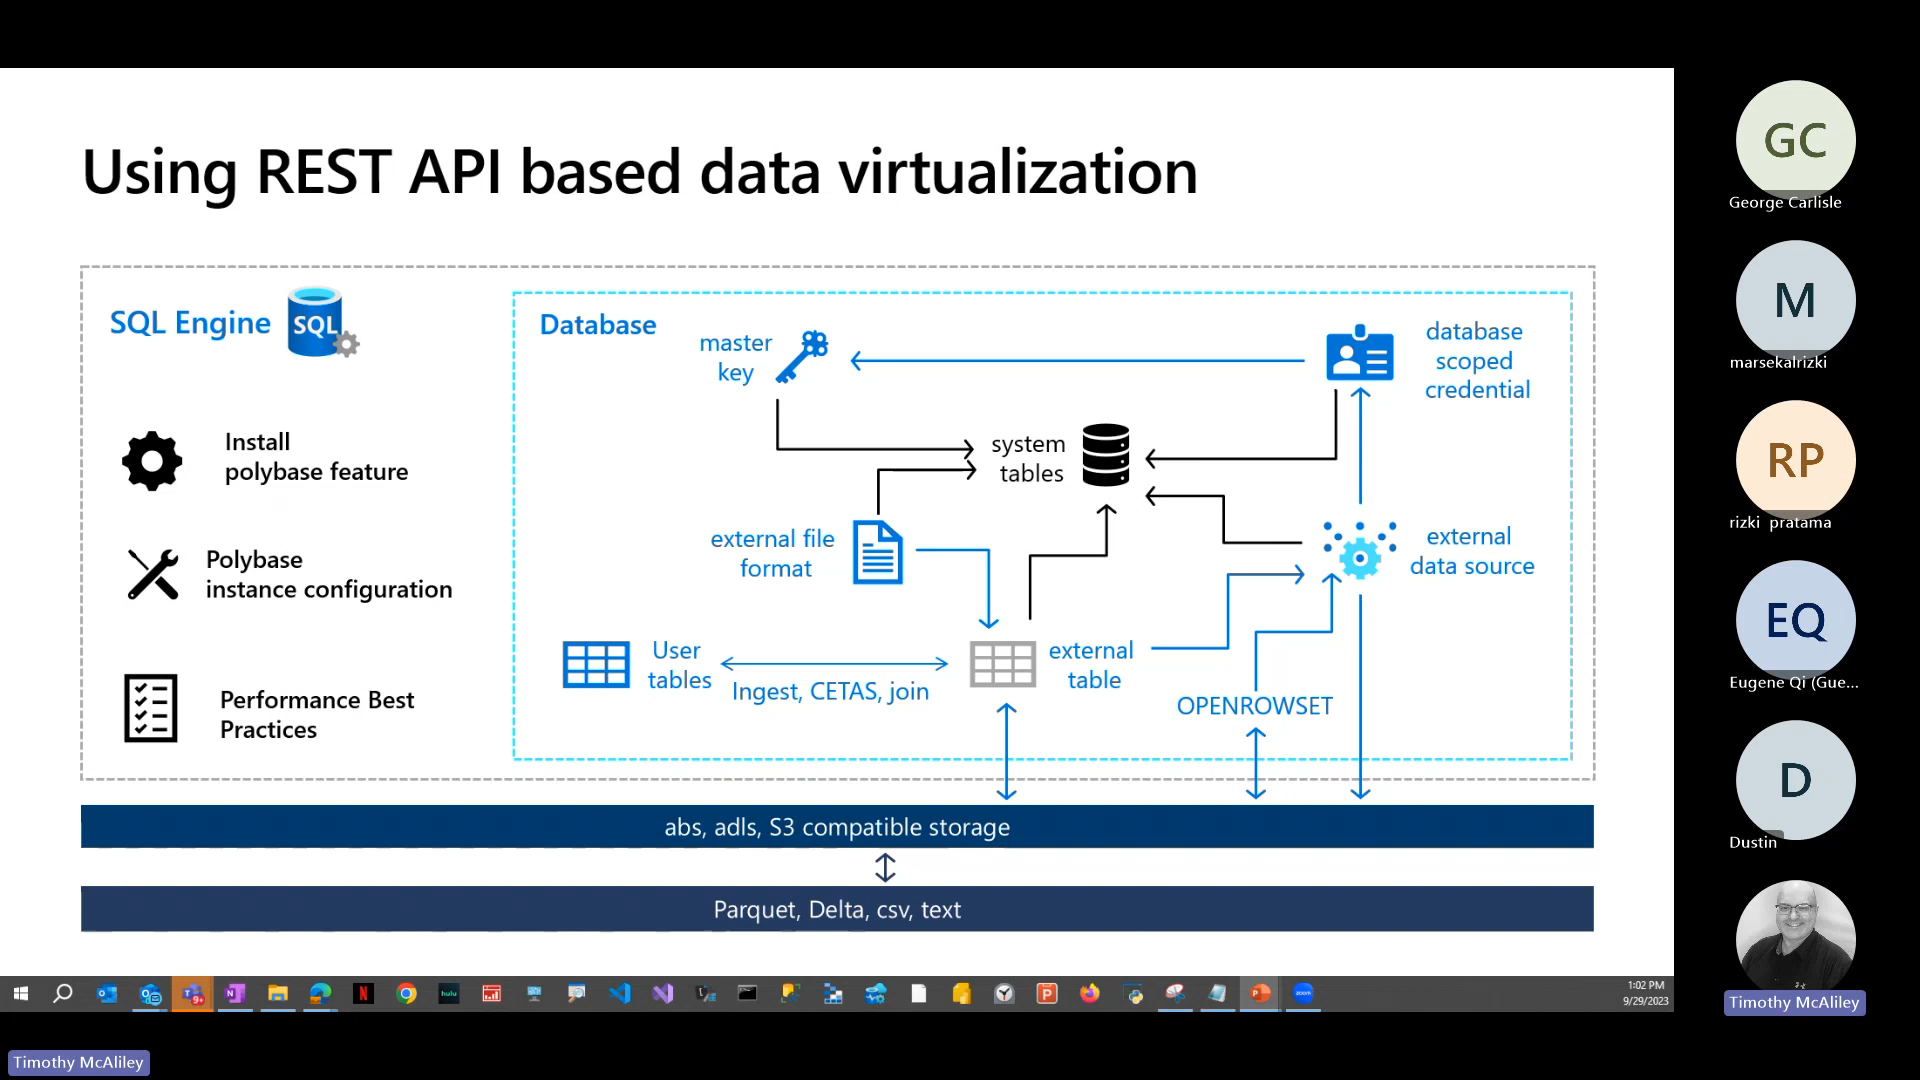 Using REST API based data virtualization
SQL Engine
SQL
Install
polybase feature
Polybase
instance configuration
Performance Best
Practices
Database
master
key
database
scoped
credential
system
tables
external file
format
external
data source
User
tables
Ingest, CETAS, join
external
table
OPENROWSET
abs, adls, S3 compatible storage
Parquet, Delta, csv, text
GC
George Carlisle
M
marsekalrizki
RP
rizki pratama
EQ
Eugene Qi (Gue...
D
Dustin
Timothy McAliley
hulu
1:02 PM
9/29/2023
Timothy McAliley